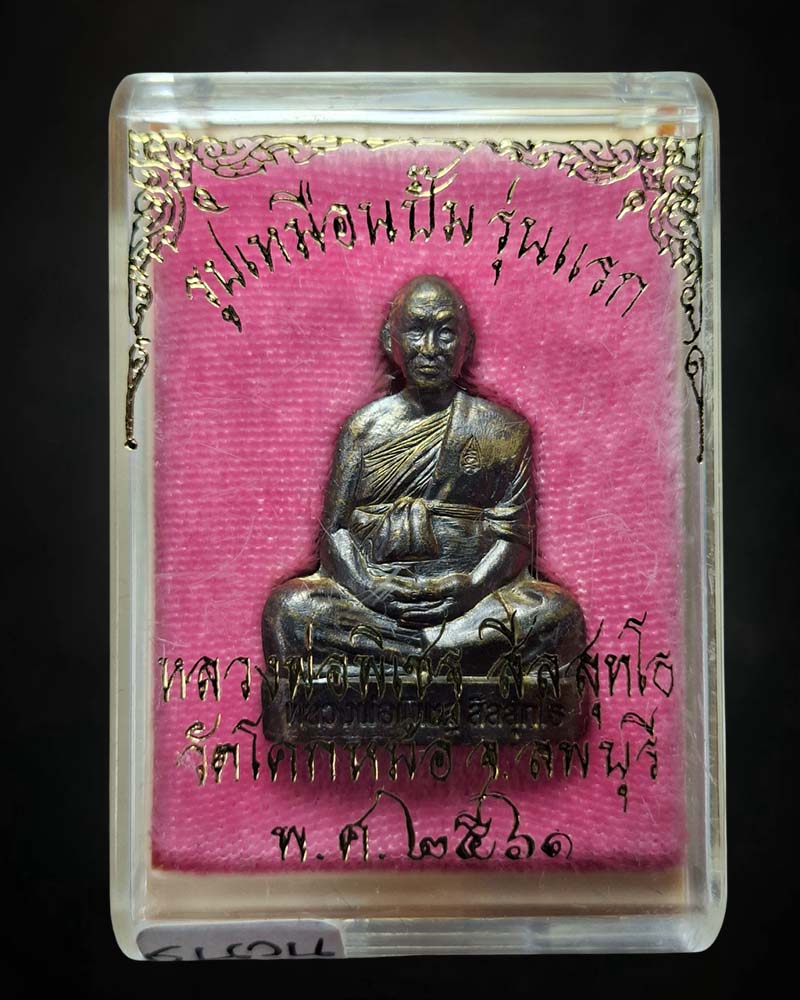 รูปเหมือนปั๊ม รุ่นแรก
หลวงพ่อพิเชฐ สีลสุทโธ
วัดโคกหม้อ จ.ลพบุรี
พ.ศ.๒๕๖๑